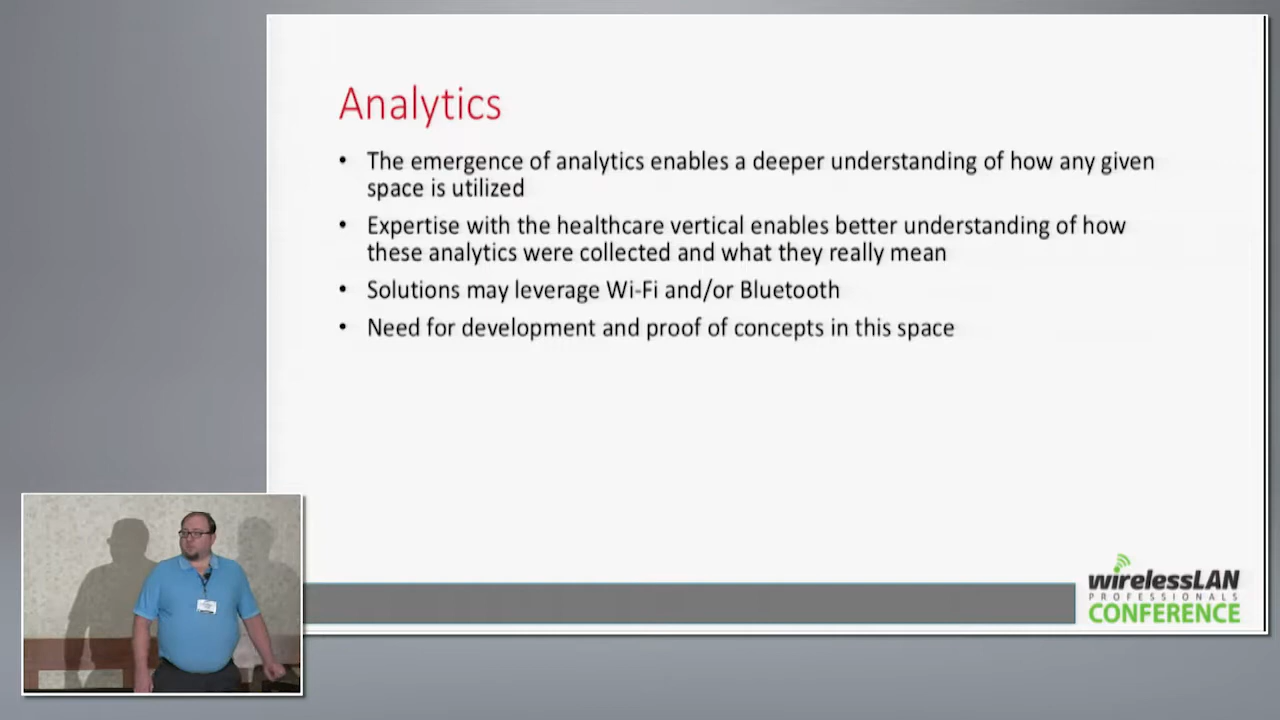 Analytics
• The emergence of analytics enables a deeper understanding of how any given
space is utilized
• Expertise with the healthcare vertical enables better understanding of how
these analytics were collected and what they really mean
• Solutions may leverage Wi-Fi and/or Bluetooth
• Need for development and proof of concepts in this space
wirelessLAN
PROFESSIONALS
CONFERENCE